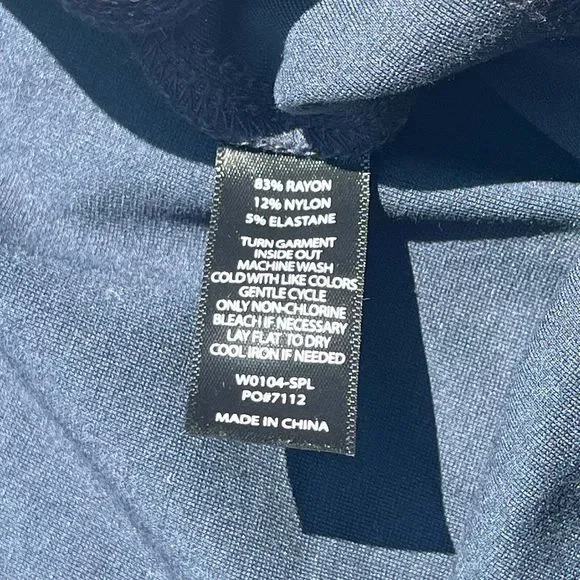 83% RAYON
12% NYLON
5% ELASTANE
TURN GARMENT
INSIDE OUT
MACHINE WASH
COLD WITH LIKE COLORS
GENTLE CYCLE
ONLY NON-CHLORINE
BLEACH IF NECESSARY
LAY FLAT TO DRY
COOL IRON IF NEEDED
W0104-SPL
PO#7112
MADE IN CHINA